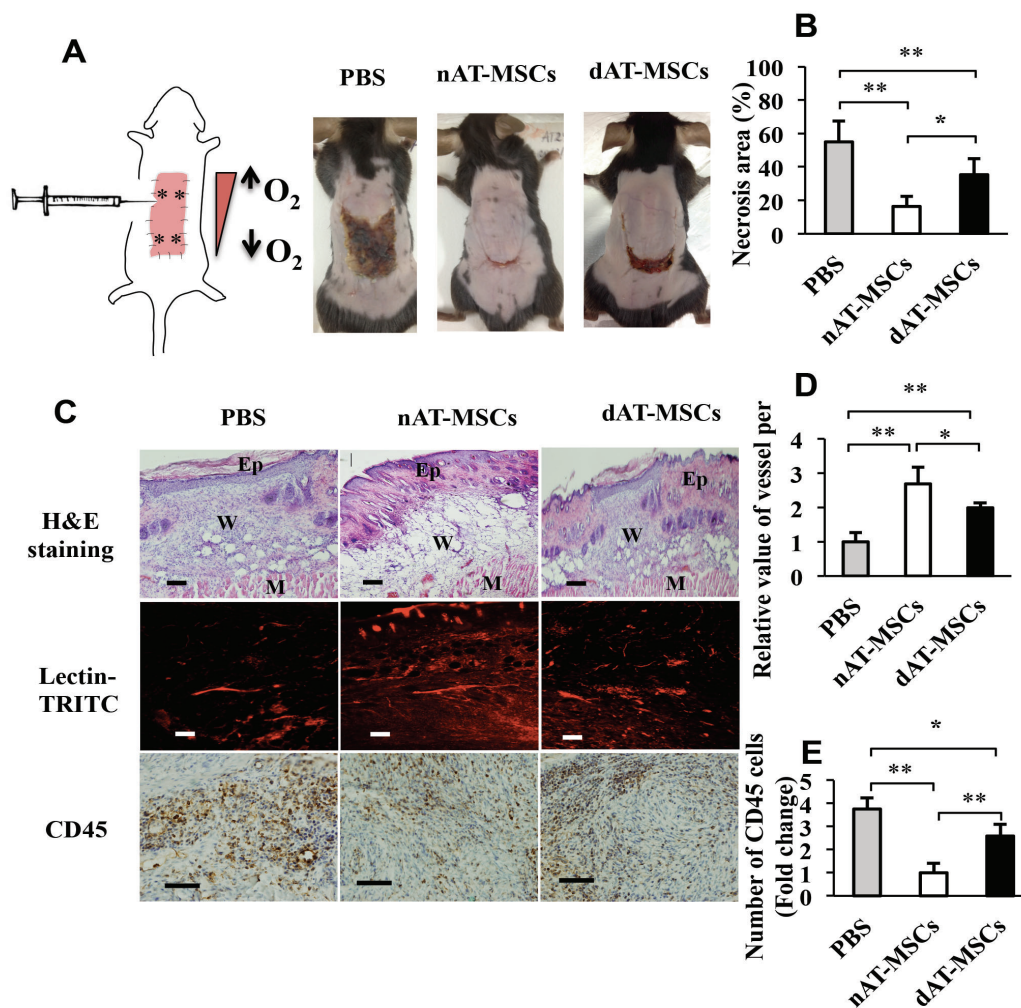 A
PBS
nAT-MSCs
dAT-MSCs
* *
* *
O2
O2
B
Necrosis area (%)
100
80
60
40
20
0
**
**
*
PBS
nAT-MSCs
dAT-MSCs
C
PBS
nAT-MSCs
dAT-MSCs
H&E
staining
Ep
W
M
Ep
W
M
Ep
W
M
Lectin-
TRITC
CD45
D
Relative value of vessel per
4
3
2
1
0
**
**
*
PBS
nAT-MSCs
dAT-MSCs
E
Number of CD45 cells
(Fold change)
5
4
3
2
1
0
*
**
**
PBS
nAT-MSCs
dAT-MSCs